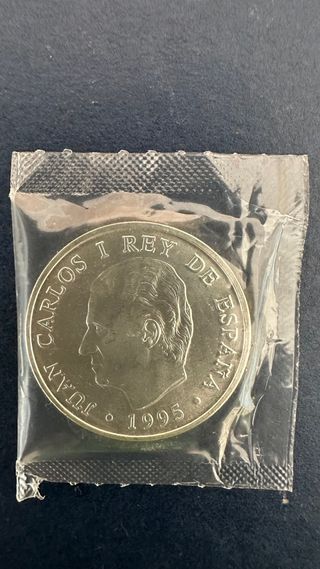 JUAN CARLOS I REY DE ESPAÑA
• 1995 •